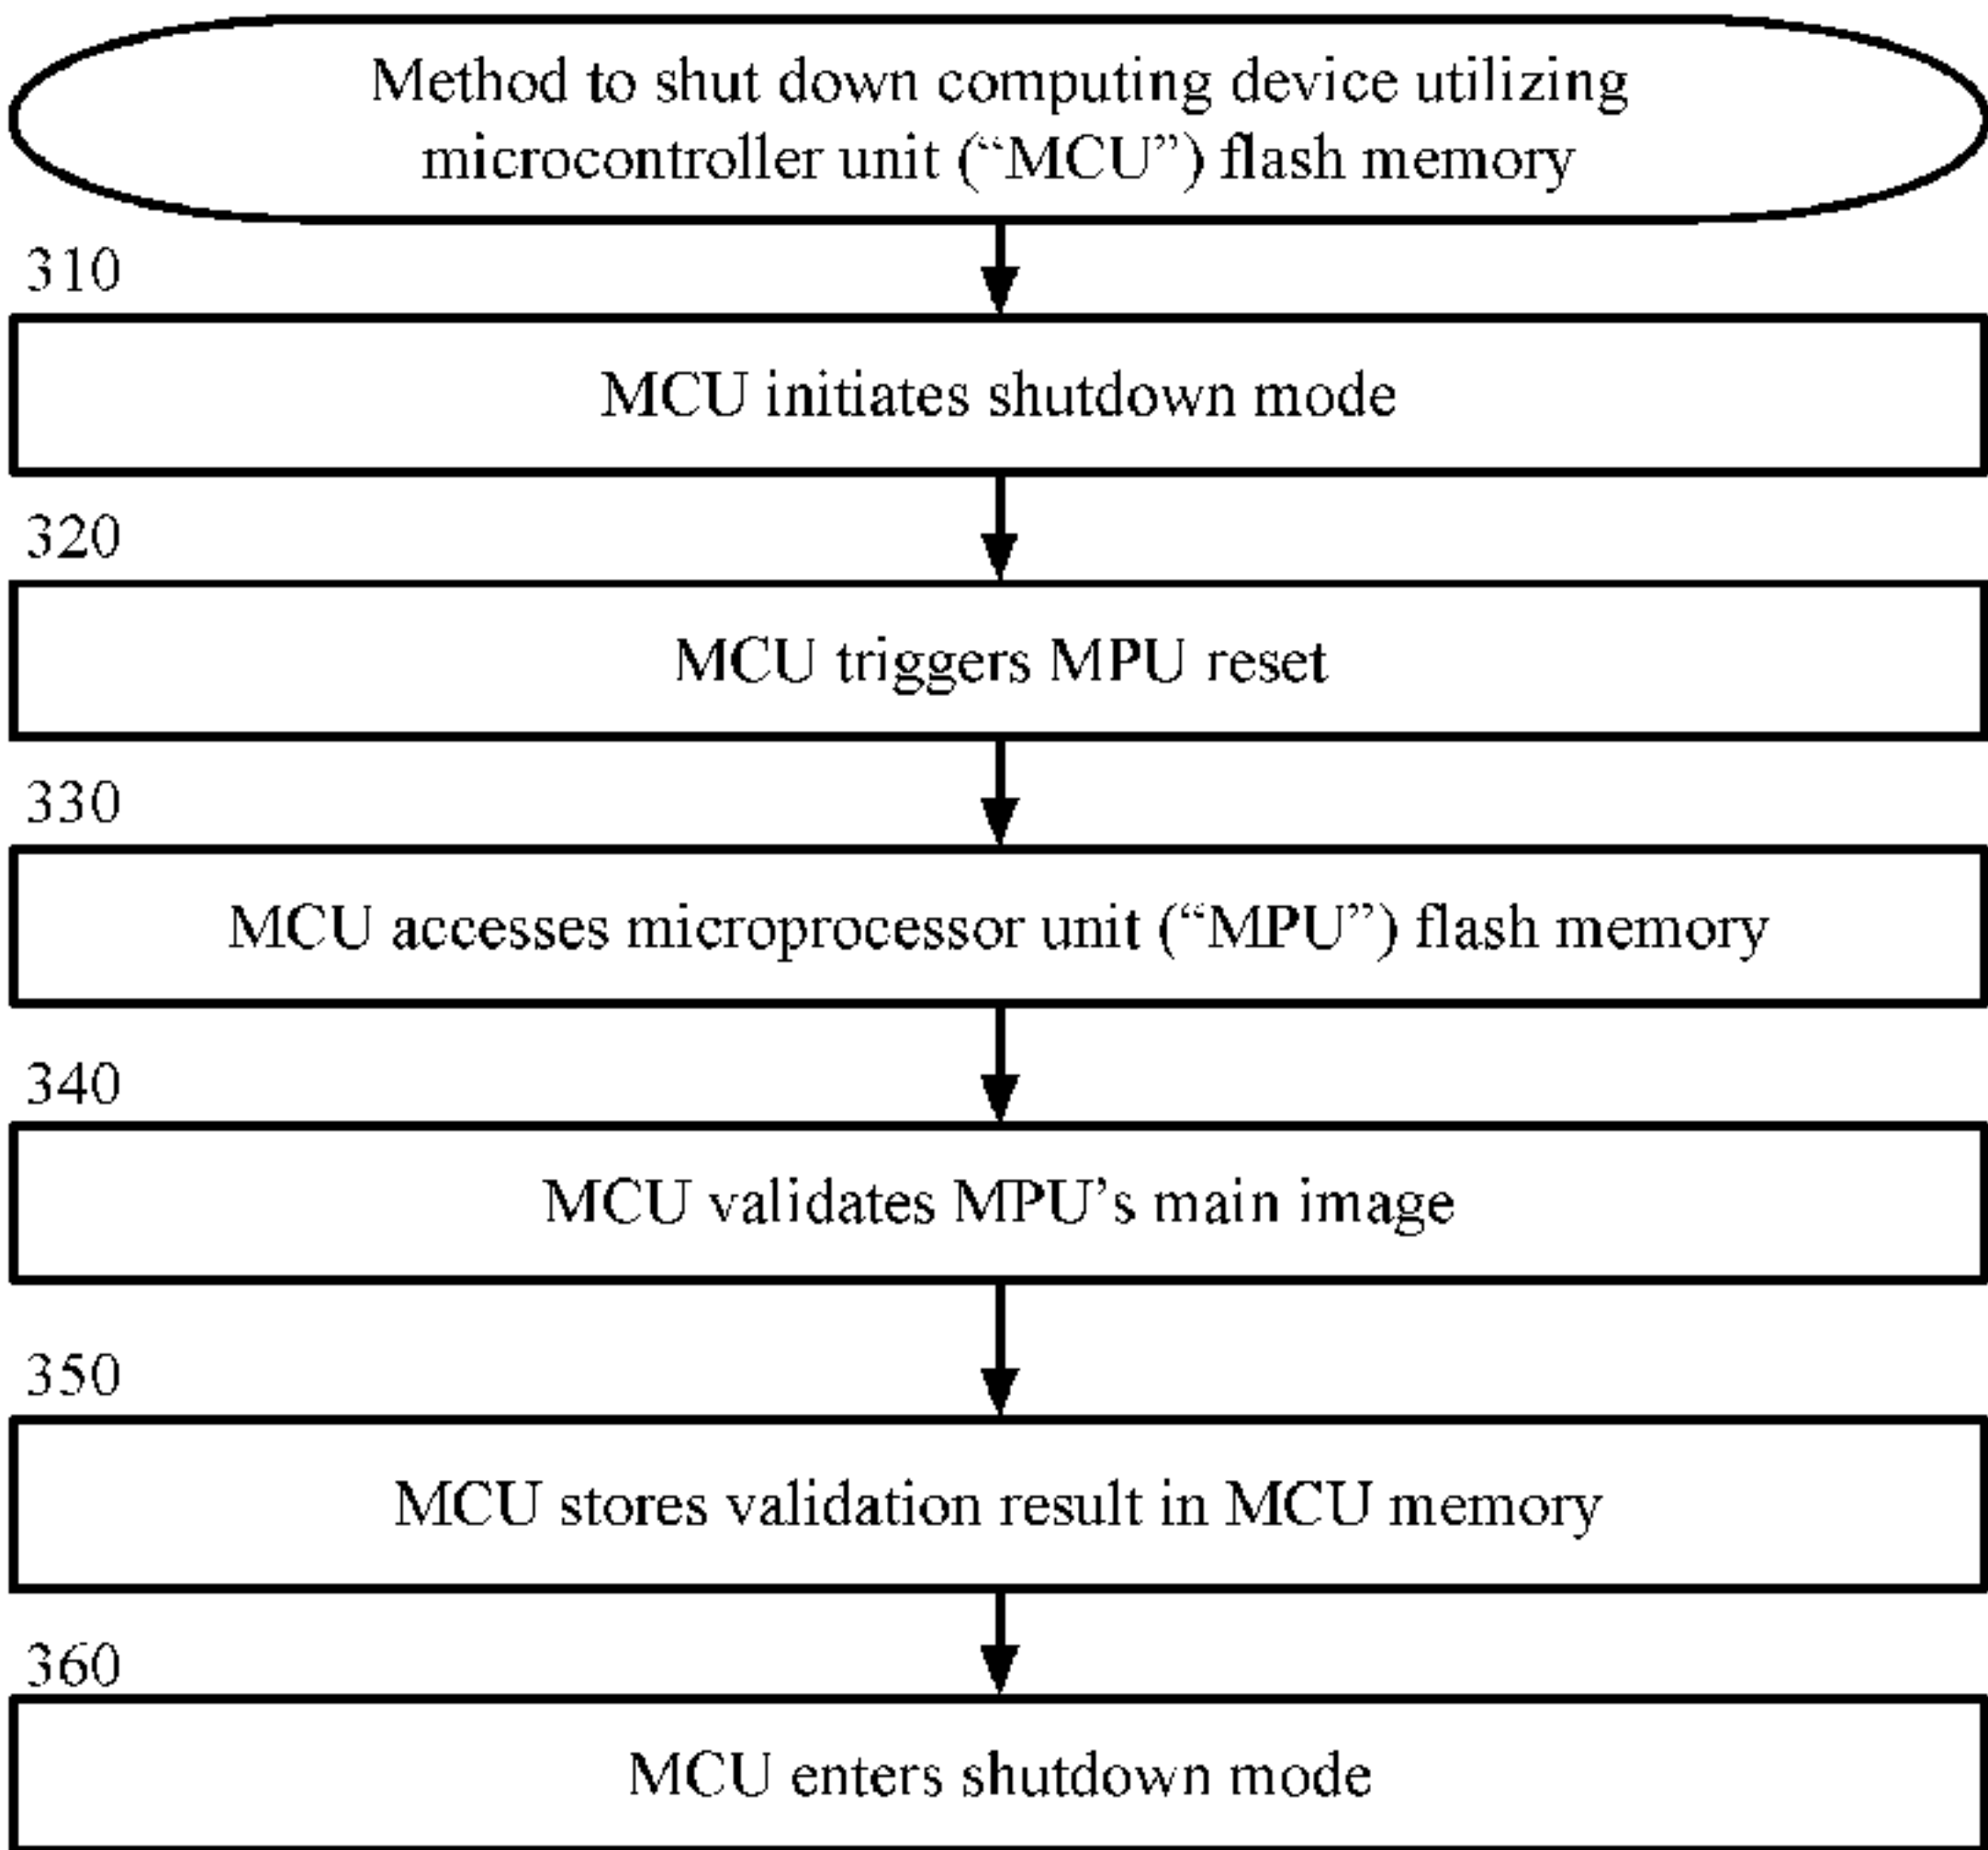 Method to shut down computing device utilizing
microcontroller unit (“MCU”) flash memory
310
MCU initiates shutdown mode
320
MCU triggers MPU reset
330
MCU accesses microprocessor unit (“MPU”) flash memory
340
MCU validates MPU’s main image
350
MCU stores validation result in MCU memory
360
MCU enters shutdown mode